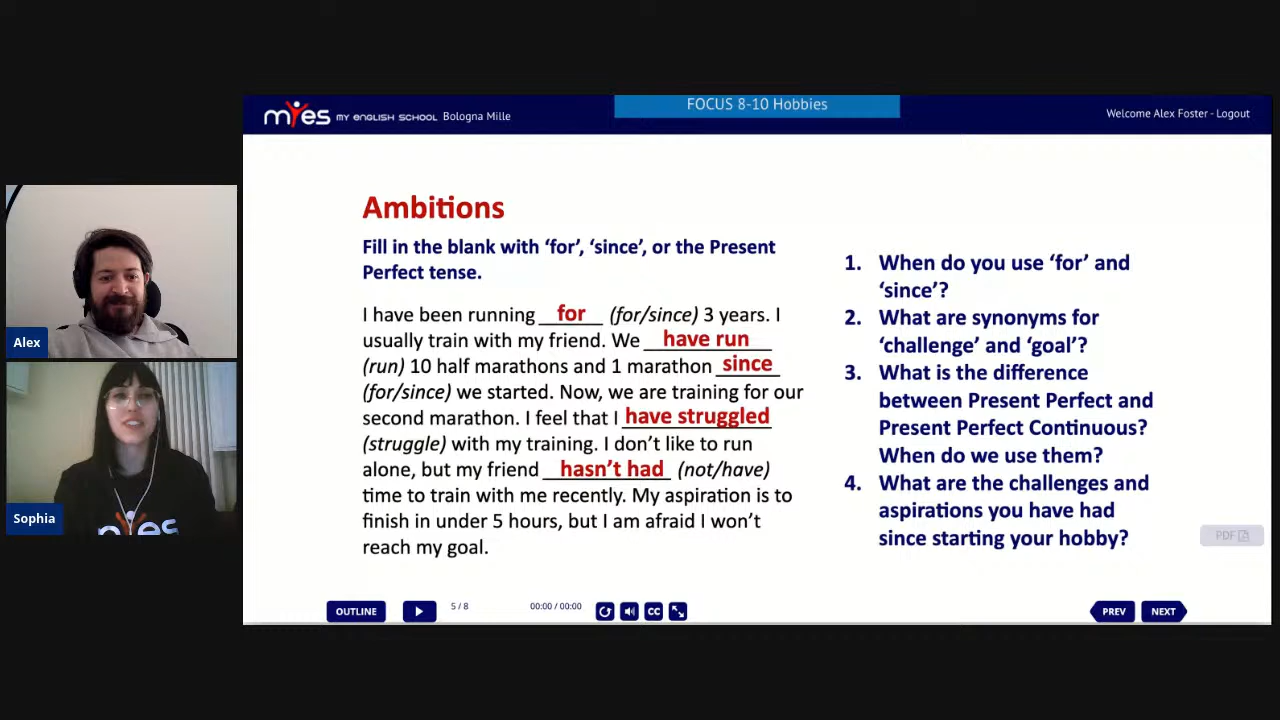 FOCUS 8-10 Hobbies
myes MY ENGLISH SCHOOL Bologna Mille
Welcome Alex Foster - Logout
Ambitions
Fill in the blank with ‘for’, ‘since’, or the Present
Perfect tense.
I have been running for (for/since) 3 years. I
usually train with my friend. We have run
(run) 10 half marathons and 1 marathon since
(for/since) we started. Now, we are training for our
second marathon. I feel that I have struggled
(struggle) with my training. I don’t like to run
alone, but my friend hasn’t had (not/have)
time to train with me recently. My aspiration is to
finish in under 5 hours, but I am afraid I won’t
reach my goal.
1. When do you use ‘for’ and
‘since’?
2. What are synonyms for
‘challenge’ and ‘goal’?
3. What is the difference
between Present Perfect and
Present Perfect Continuous?
When do we use them?
4. What are the challenges and
aspirations you have had
since starting your hobby?
PDF
OUTLINE
5 / 8
00:00 / 00:00
CC
PREV
NEXT
Alex
Sophia
myes